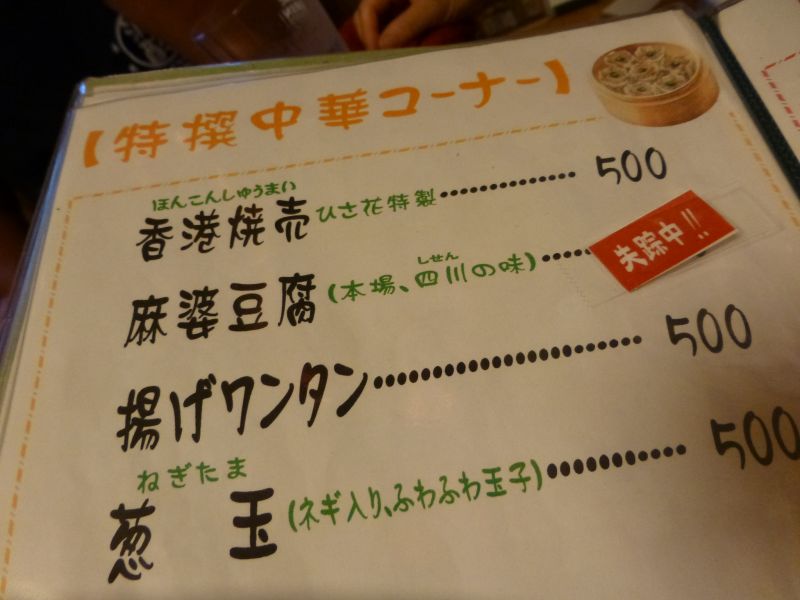 【特撰中華コーナー】
ほんこんしゅうまい
香港焼売 ひさ花特製・・・・・・・・・・・・ 500
しせん
麻婆豆腐(本場、四川の味)・・・・ 失踪中!!
揚げワンタン・・・・・・・・・・・・・・・・・・・・ 500
ねぎたま
葱 玉(ネギ入り、ふわふわ玉子)・・・・・・・・・・ 500